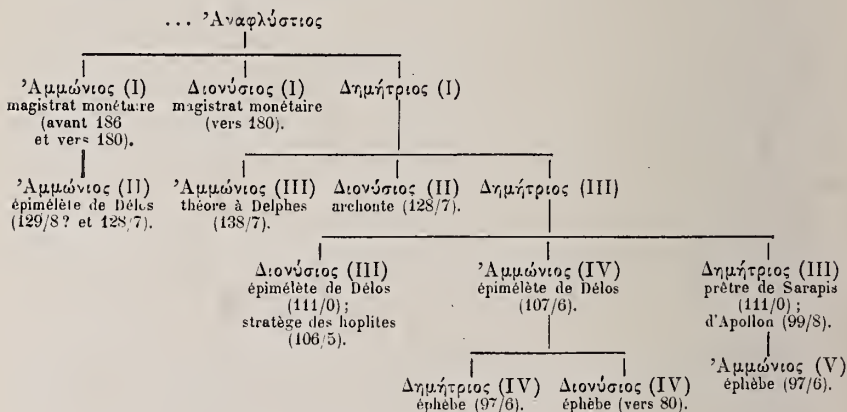 ... Ἀναφλύστιος
Ἀμμώνιος (I) Διονύσιος (I) Δημήτριος (I)
magistrat monétaire magistrat monétaire
(avant 186 (vers 180).
et vers 180).
Ἀμμώνιος (II) Ἀμμώνιος (III) Διονύσιος (II) Δημήτριος (III)
épimélète de Délos théore à Delphes archonte (128/7).
(129/8? et 128/7). (138/7).
Διονύσιος (III) Ἀμμώνιος (IV) Δημήτριος (III)
épimélète de Délos épimélète de Délos prêtre de Sarapis
(111/0) ; (107/6). (111/0) ;
stratège des hoplites d'Apollon (99/8).
(106/5).
Δημήτριος (IV) Διονύσιος (IV) Ἀμμώνιος (V)
éphèbe (97/6). éphèbe (vers 80). éphèbe (97/6).